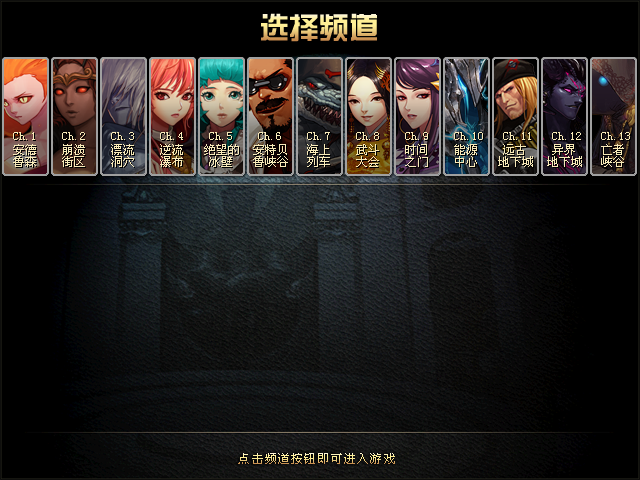 选择频道
Ch. 1
安德
鲁森
Ch. 2
崩溃
街区
Ch. 3
漂流
洞穴
Ch. 4
逆流
瀑布
Ch. 5
绝望的
冰壁
Ch. 6
安特贝
鲁峡谷
Ch. 7
海上
列车
Ch. 8
武斗
大会
Ch. 9
时间
之门
Ch. 10
能源
中心
Ch. 11
远古
地下城
Ch. 12
异界
地下城
Ch. 13
亡者
峡谷
点击频道按钮即可进入游戏